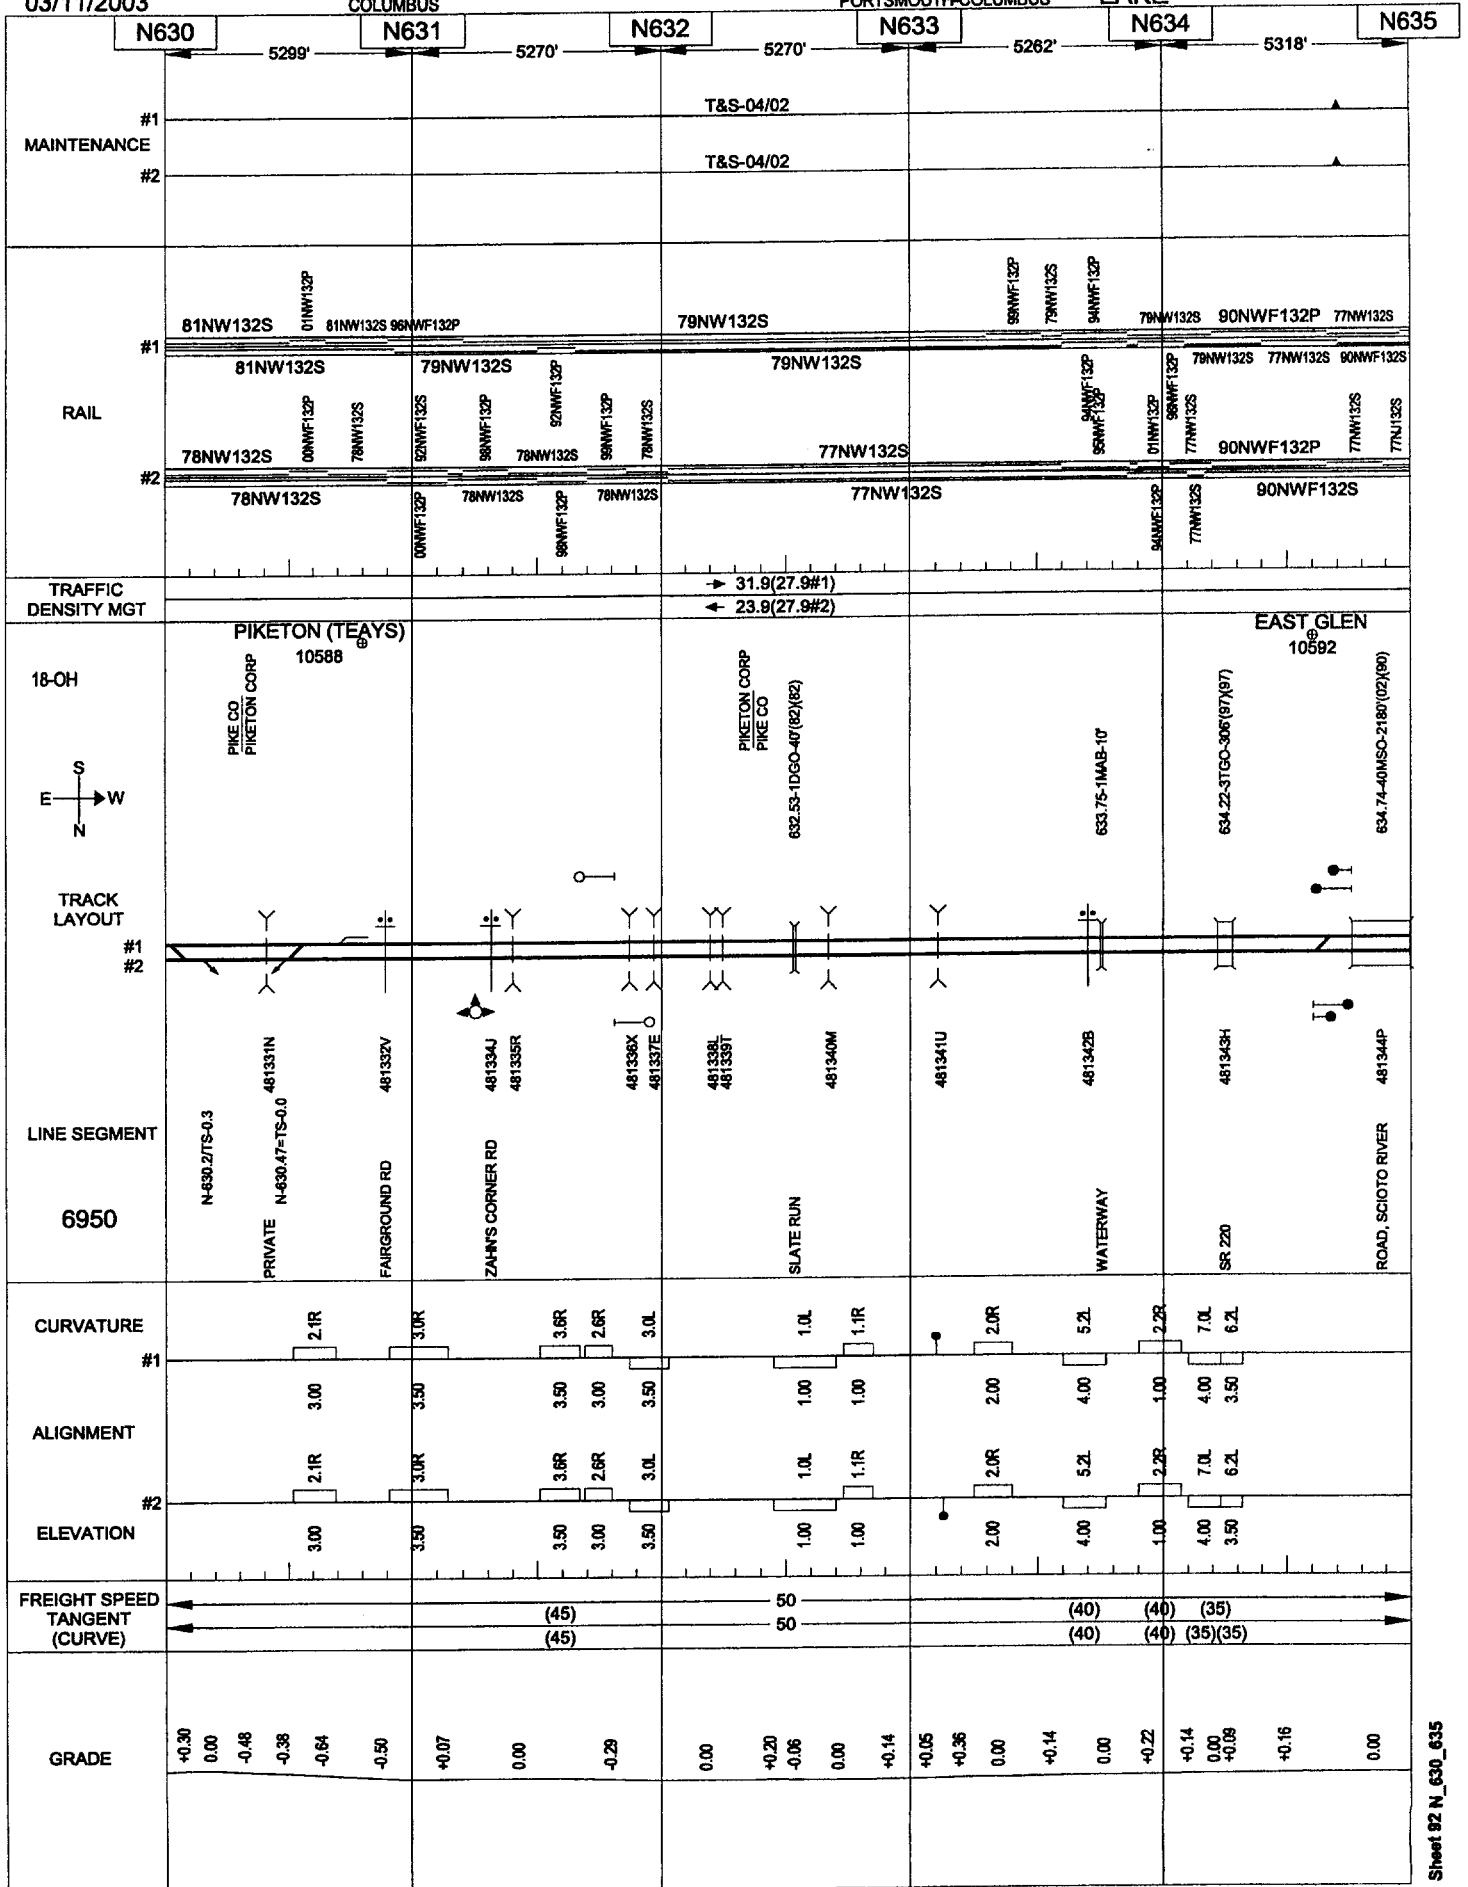 03/11/2003 COLUMBUS PORTSMOUTH-COLUMBUS LAKE
N630 N631 N632 N633 N634 N635
5299' 5270' 5270' 5262' 5318'
#1 T&S-04/02
MAINTENANCE
#2 T&S-04/02
01NW132P 99NWF132P 79NW132S 94NWF132P
81NW132S 81NW132S 96NWF132P 79NW132S 79NW132S 90NWF132P 77NW132S
#1
81NW132S 79NW132S 92NWF132P 79NW132S 94NWF132P 98NWF132P 79NW132S 77NW132S 90NWF132S
RAIL
00NWF132P 78NW132S 92NWF132S 98NWF132P 99NWF132P 78NW132S 95NWF132P 01NW132P 77NW132S 77NW132S 77NJ132S
78NW132S 78NW132S 77NW132S 90NWF132P
#2
78NW132S 78NW132S 78NW132S 77NW132S 90NWF132S
00NWF132P 98NWF132P 94NWF132P 77NW132S
TRAFFIC
DENSITY MGT
31.9(27.9#1)
23.9(27.9#2)
PIKETON (TEAYS)
10588
EAST GLEN
10592
18-OH
PIKE CO
PIKETON CORP
PIKETON CORP
PIKE CO
632.53-1DGO-40'(82)(82)
633.75-1MAB-10'
634.22-3TGO-306'(97)(97)
634.74-40MSO-2180'(02)(90)
S
E W
N
TRACK
LAYOUT
#1
#2
481331N 481332V 481334J 481335R 481336X 481337E 481338L 481339T 481340M 481341U 481342B 481343H 481344P
LINE SEGMENT
6950
N-630.2/TS-0.3
N-630.47=TS-0.0
PRIVATE
FAIRGROUND RD
ZAHN'S CORNER RD
SLATE RUN
WATERWAY
SR 220
ROAD, SCIOTO RIVER
CURVATURE 2.1R 3.0R 3.6R 2.6R 3.0L 1.0L 1.1R 2.0R 5.2L 2.2R 7.0L 6.2L
#1
3.00 3.50 3.50 3.00 3.50 1.00 1.00 2.00 4.00 1.00 4.00 3.50
ALIGNMENT
2.1R 3.0R 3.6R 2.6R 3.0L 1.0L 1.1R 2.0R 5.2L 2.2R 7.0L 6.2L
#2
ELEVATION 3.00 3.50 3.50 3.00 3.50 1.00 1.00 2.00 4.00 1.00 4.00 3.50
FREIGHT SPEED
TANGENT
(CURVE)
50
(45) (40) (40) (35)
50
(45) (40) (40) (35)(35)
GRADE +0.30 0.00 -0.48 -0.38 -0.64 -0.50 +0.07 0.00 -0.29 0.00 +0.20 -0.06 0.00 +0.14 +0.05 +0.36 0.00 +0.14 0.00 +0.22 +0.14 0.00 +0.09 +0.16 0.00
Sheet 92 N_630_635